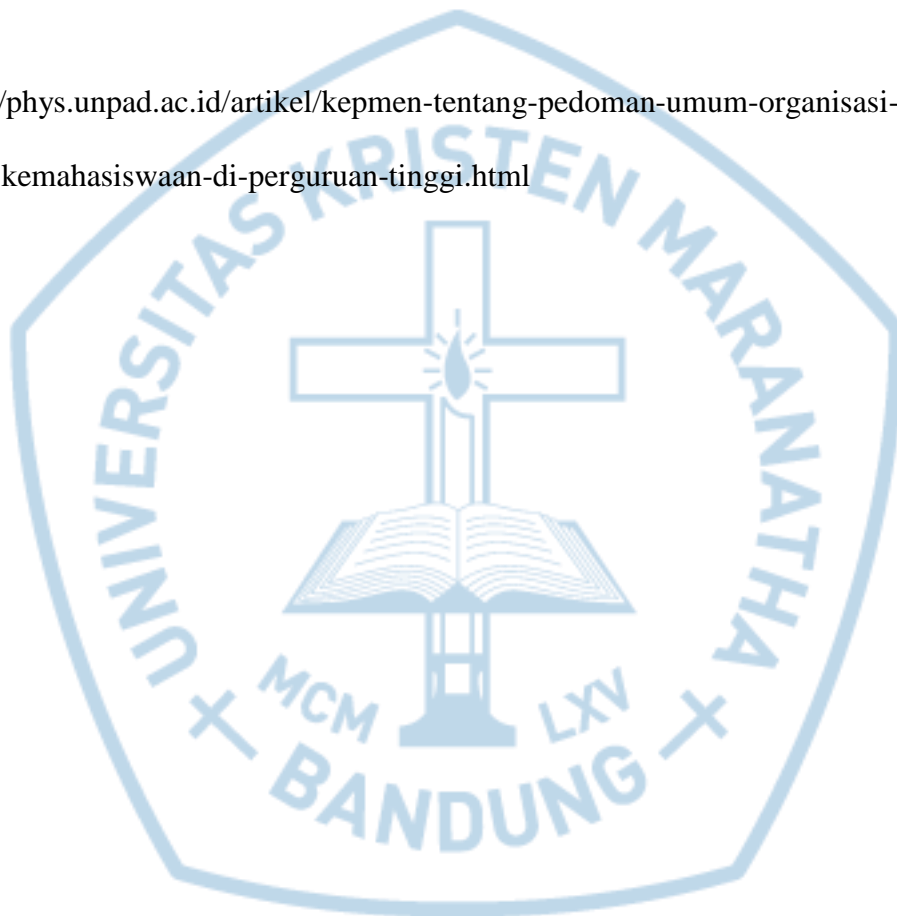 /phys.unpad.ac.id/artikel/kepmen-tentang-pedoman-umum-organisasi-
kemahasiswaan-di-perguruan-tinggi.html
UNIVERSITAS KRISTEN MARANATHA
MCM LXV
BANDUNG